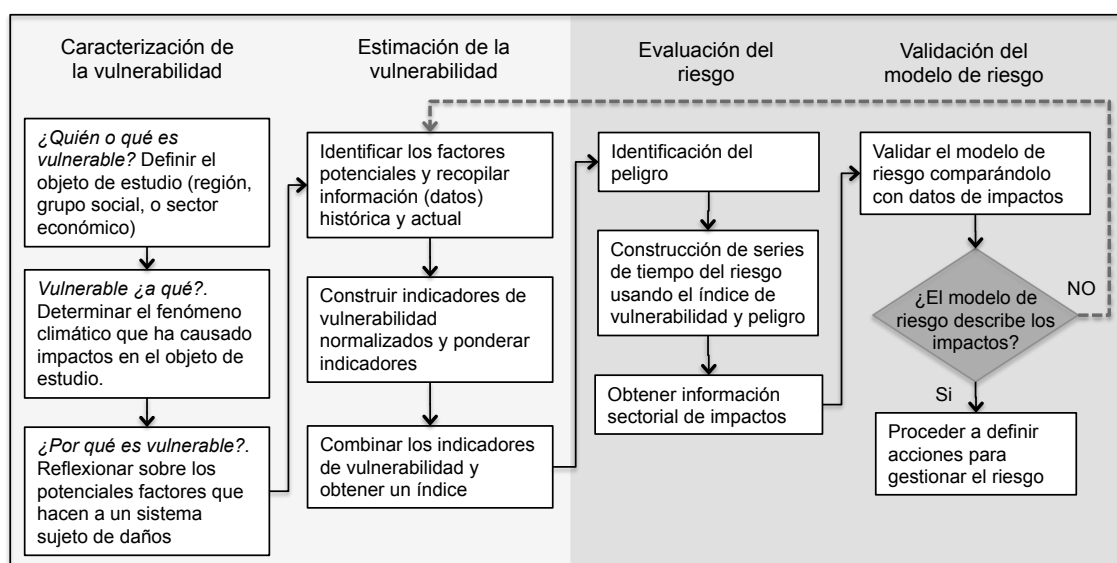 Caracterización de
la vulnerabilidad
Estimación de la
vulnerabilidad
Evaluación del
riesgo
Validación del
modelo de riesgo
¿Quién o qué es
vulnerable? Definir el
objeto de estudio (región,
grupo social, o sector
económico)
Vulnerable ¿a qué?.
Determinar el fenómeno
climático que ha causado
impactos en el objeto de
estudio.
¿Por qué es vulnerable?.
Reflexionar sobre los
potenciales factores que
hacen a un sistema
sujeto de daños
Identificar los factores
potenciales y recopilar
información (datos)
histórica y actual
Construir indicadores de
vulnerabilidad
normalizados y ponderar
indicadores
Combinar los indicadores
de vulnerabilidad y
obtener un índice
Identificación del
peligro
Construcción de series
de tiempo del riesgo
usando el índice de
vulnerabilidad y peligro
Obtener información
sectorial de impactos
Validar el modelo de
riesgo comparándolo
con datos de impactos
¿El modelo de
riesgo describe los
impactos?
NO
Si
Proceder a definir
acciones para
gestionar el riesgo